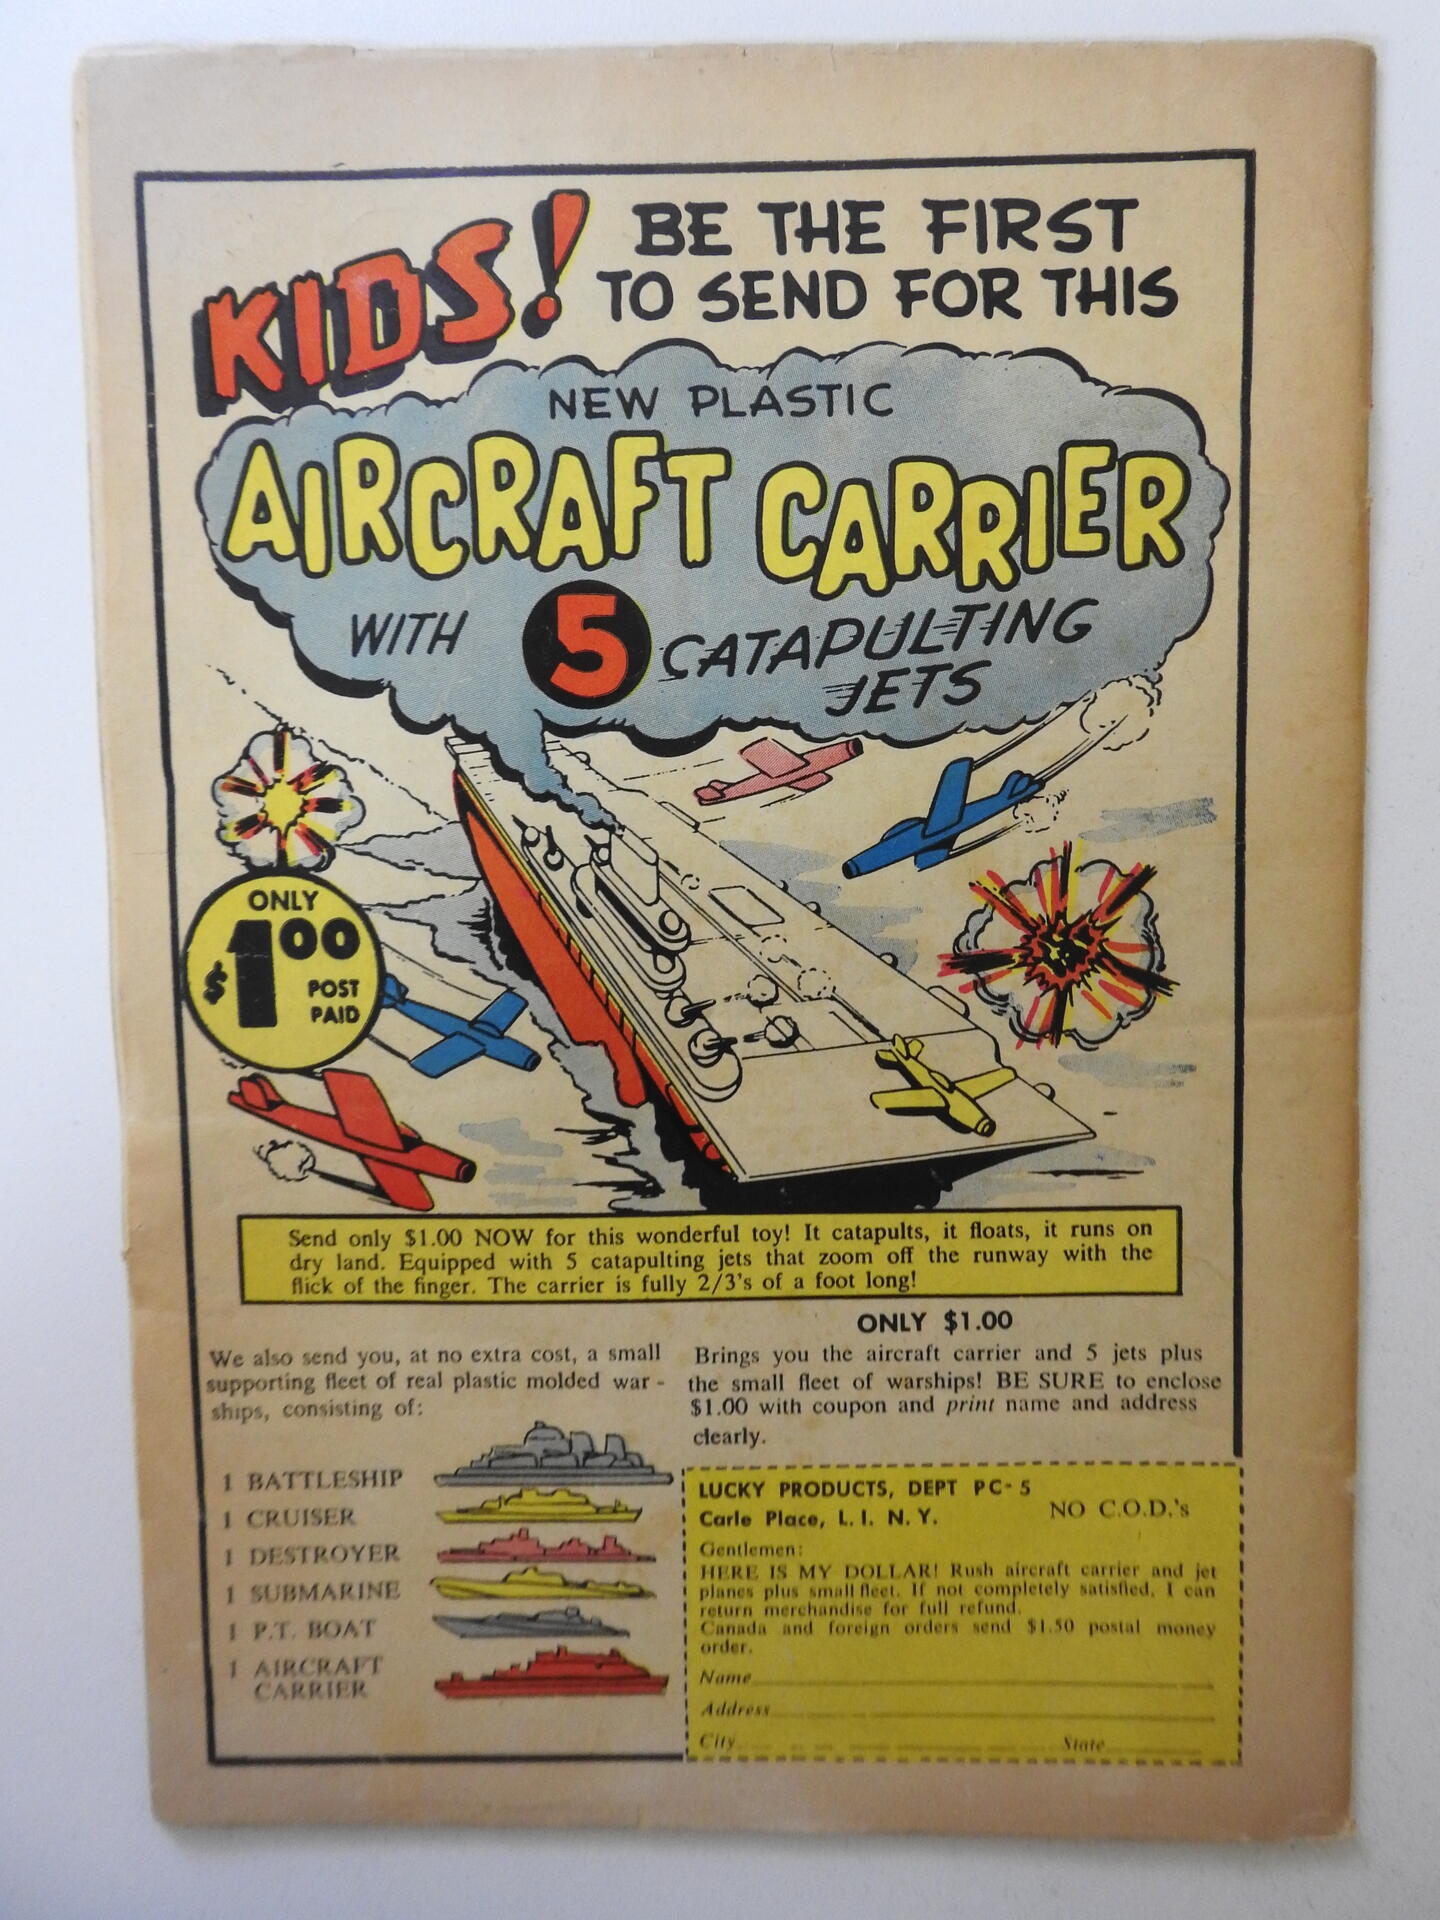 KIDS!
BE THE FIRST
TO SEND FOR THIS
NEW PLASTIC
AIRCRAFT CARRIER
WITH 5 CATAPULTING
JETS
ONLY
$1.00
POST
PAID
Send only $1.00 NOW for this wonderful toy! It catapults, it floats, it runs on
dry land. Equipped with 5 catapulting jets that zoom off the runway with the
flick of the finger. The carrier is fully 2/3's of a foot long!
We also send you, at no extra cost, a small
supporting fleet of real plastic molded war-
ships, consisting of:
1 BATTLESHIP
1 CRUISER
1 DESTROYER
1 SUBMARINE
1 P.T. BOAT
1 AIRCRAFT
CARRIER
ONLY $1.00
Brings you the aircraft carrier and 5 jets plus
the small fleet of warships! BE SURE to enclose
$1.00 with coupon and print name and address
clearly.
LUCKY PRODUCTS, DEPT PC-5
Carle Place, L. I. N. Y.
NO C.O.D.'s
Gentlemen:
HERE IS MY DOLLAR! Rush aircraft carrier and jet
planes plus small fleet. If not completely satisfied, I can
return merchandise for full refund.
Canada and foreign orders send $1.50 postal money
order.
Name
Address
City State